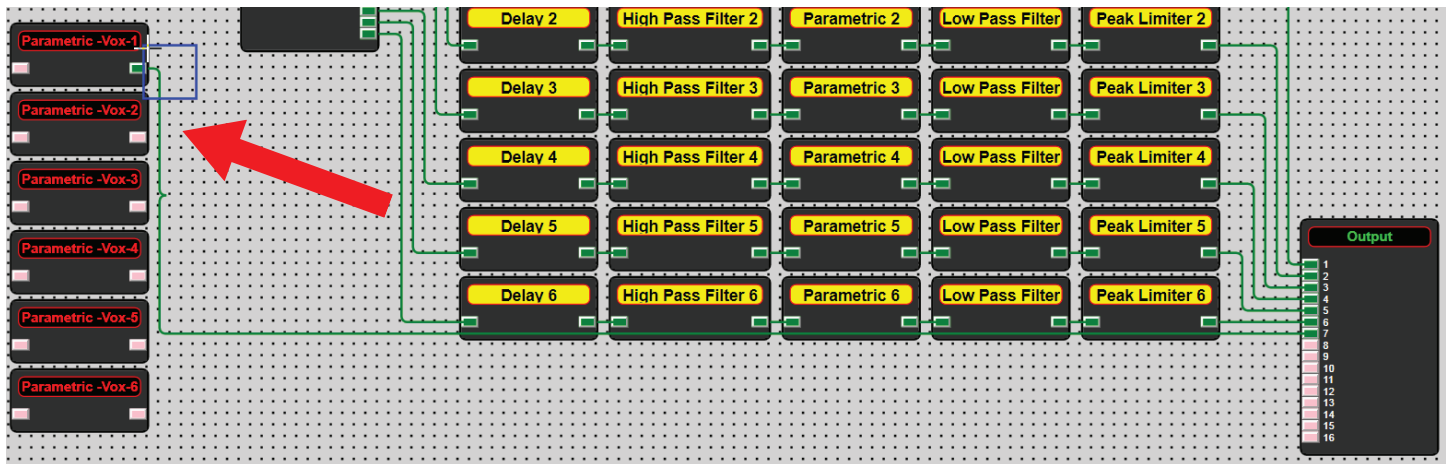 Parametric -Vox-1
Parametric -Vox-2
Parametric -Vox-3
Parametric -Vox-4
Parametric -Vox-5
Parametric -Vox-6
Delay 2 High Pass Filter 2 Parametric 2 Low Pass Filter Peak Limiter 2
Delay 3 High Pass Filter 3 Parametric 3 Low Pass Filter Peak Limiter 3
Delay 4 High Pass Filter 4 Parametric 4 Low Pass Filter Peak Limiter 4
Delay 5 High Pass Filter 5 Parametric 5 Low Pass Filter Peak Limiter 5
Delay 6 High Pass Filter 6 Parametric 6 Low Pass Filter Peak Limiter 6
Output
1
2
3
4
5
6
7
8
9
10
11
12
13
14
15
16